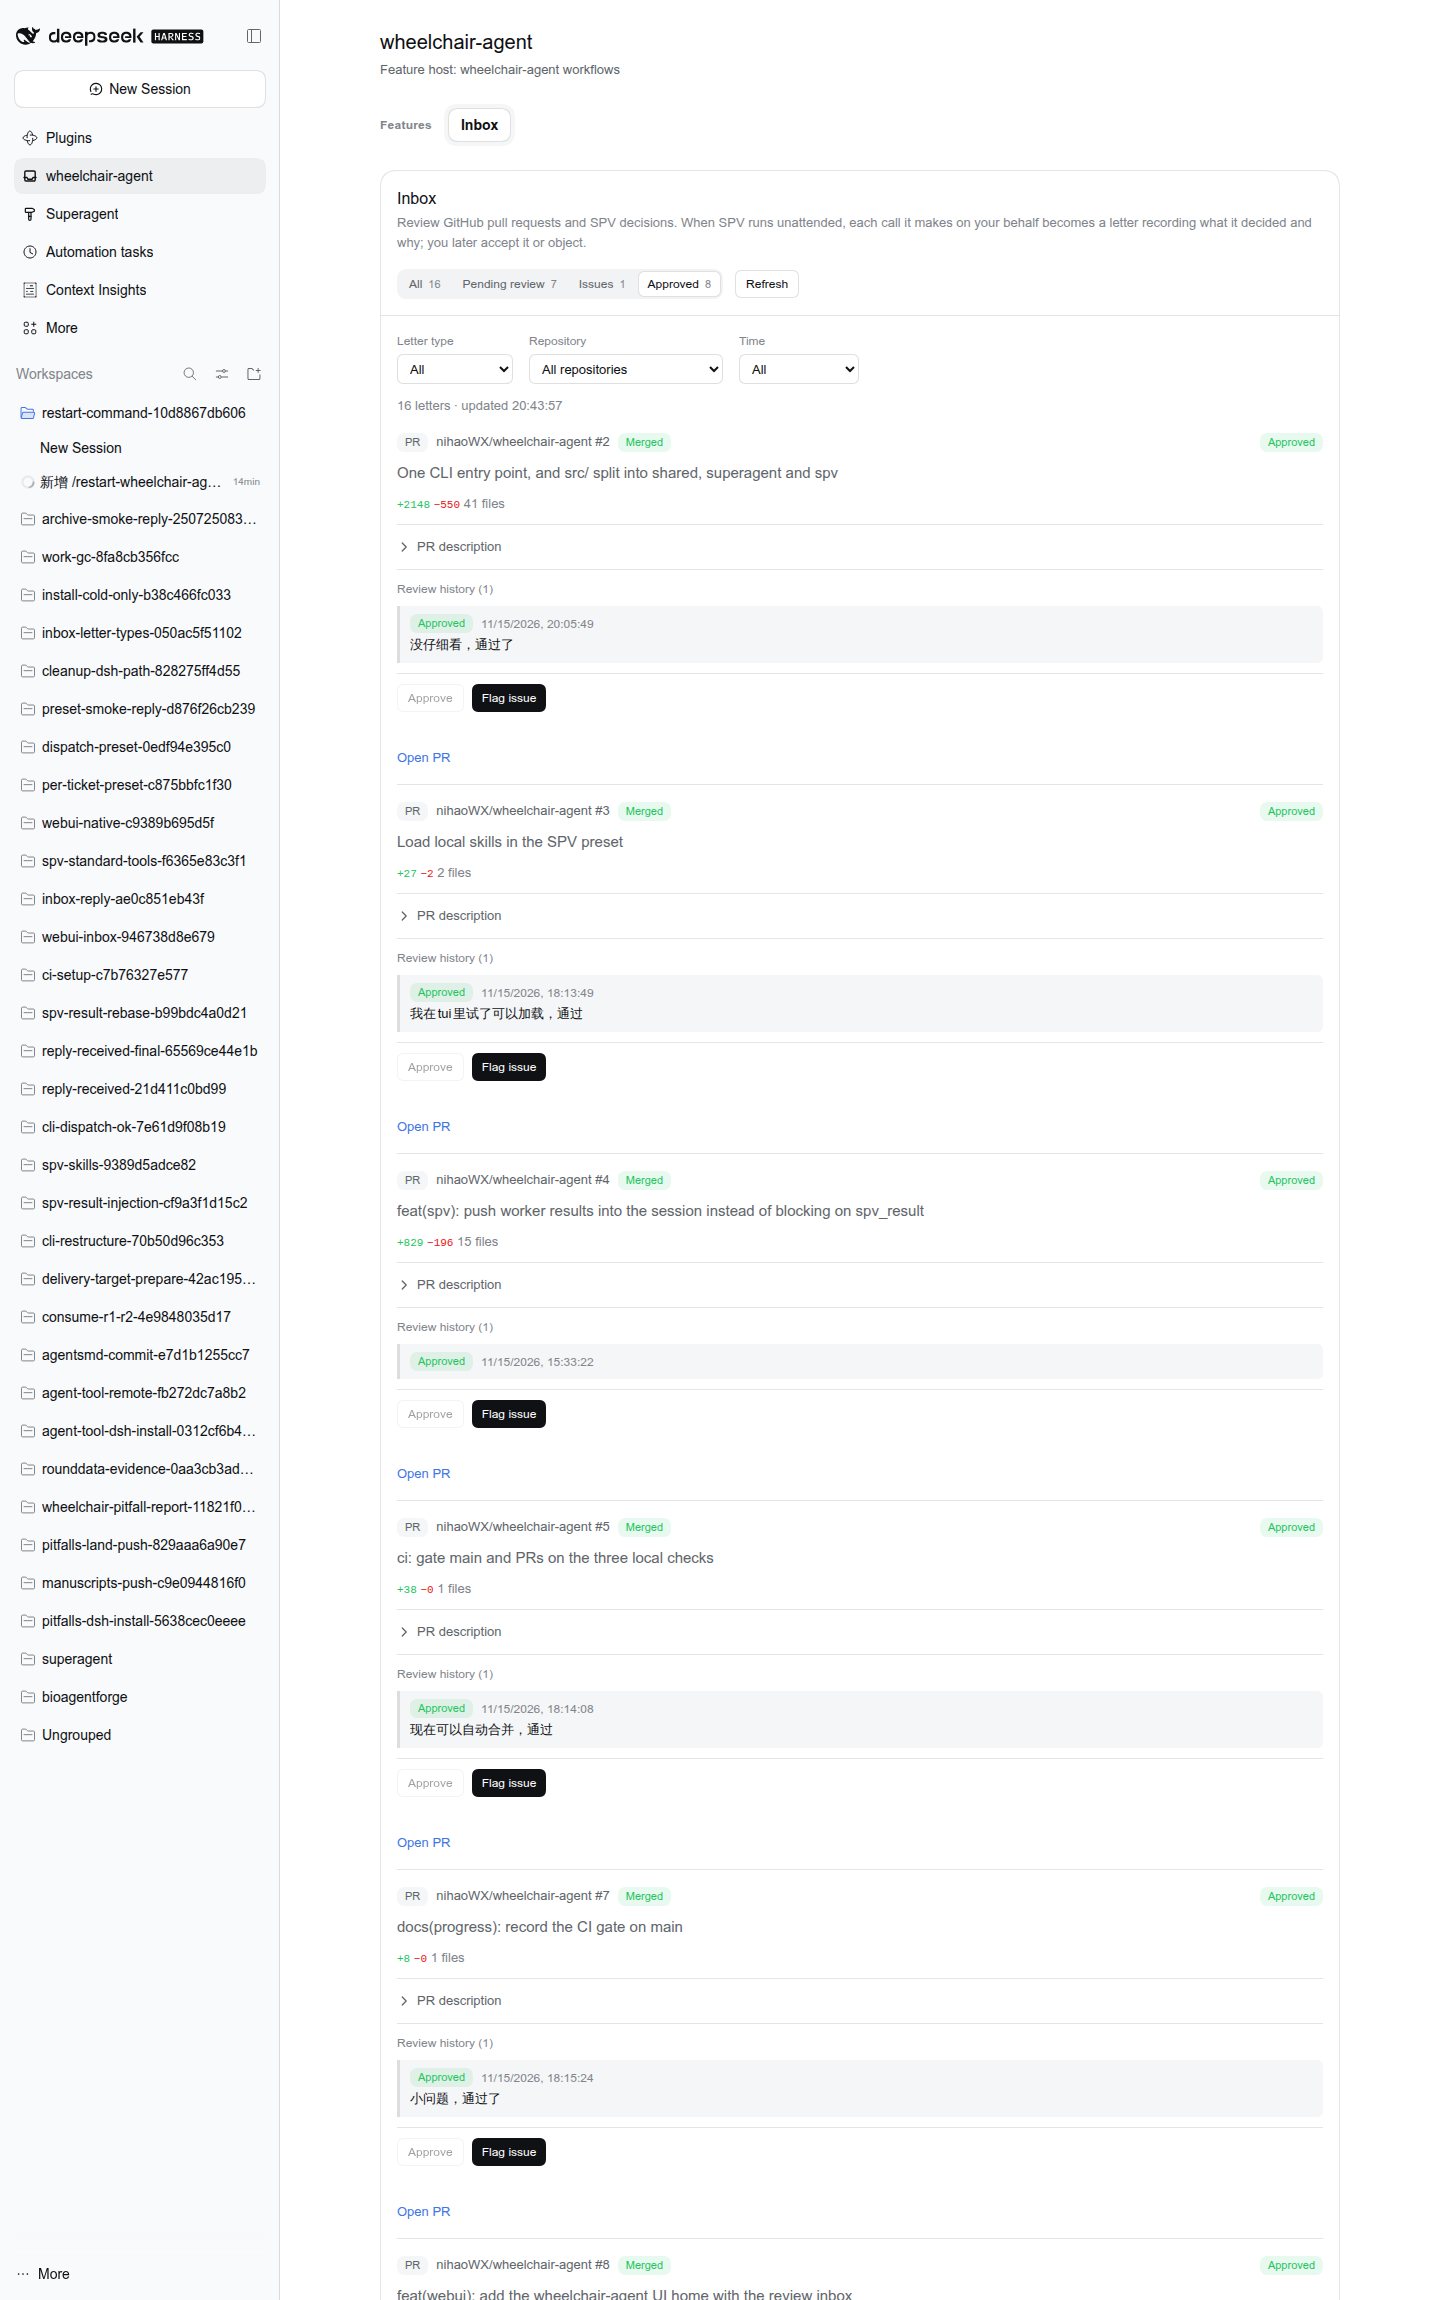 deepseek HARNESS
New Session
Plugins
wheelchair-agent
Superagent
Automation tasks
Context Insights
More
Workspaces
restart-command-10d8867db606
New Session
新增 /restart-wheelchair-ag... 14min
archive-smoke-reply-250725083...
work-gc-8fa8cb356fcc
install-cold-only-b38c466fc033
inbox-letter-types-050ac5f51102
cleanup-dsh-path-828275ff4d55
preset-smoke-reply-d876f26cb239
dispatch-preset-0edf94e395c0
per-ticket-preset-c875bbfc1f30
webui-native-c9389b695d5f
spv-standard-tools-f6365e83c3f1
inbox-reply-ae0c851eb43f
webui-inbox-946738d8e679
ci-setup-c7b76327e577
spv-result-rebase-b99bdc4a0d21
reply-received-final-65569ce44e1b
reply-received-21d411c0bd99
cli-dispatch-ok-7e61d9f08b19
spv-skills-9389d5adce82
spv-result-injection-cf9a3f1d15c2
cli-restructure-70b50d96c353
delivery-target-prepare-42ac195...
consume-r1-r2-4e9848035d17
agentsmd-commit-e7d1b1255cc7
agent-tool-remote-fb272dc7a8b2
agent-tool-dsh-install-0312cf6b4...
rounddata-evidence-0aa3cb3ad...
wheelchair-pitfall-report-11821f0...
pitfalls-land-push-829aaa6a90e7
manuscripts-push-c9e0944816f0
pitfalls-dsh-install-5638cec0eeee
superagent
bioagentforge
Ungrouped
More
wheelchair-agent
Feature host: wheelchair-agent workflows
Features Inbox
Inbox
Review GitHub pull requests and SPV decisions. When SPV runs unattended, each call it makes on your behalf becomes a letter recording what it decided and
why; you later accept it or object.
All 16 Pending review 7 Issues 1 Approved 8 Refresh
Letter type Repository Time
All All repositories All
16 letters · updated 20:43:57
PR nihaoWX/wheelchair-agent #2 Merged Approved
One CLI entry point, and src/ split into shared, superagent and spv
+2148 −550 41 files
PR description
Review history (1)
Approved 11/15/2026, 20:05:49
没仔细看，通过了
Approve Flag issue
Open PR
PR nihaoWX/wheelchair-agent #3 Merged Approved
Load local skills in the SPV preset
+27 −2 2 files
PR description
Review history (1)
Approved 11/15/2026, 18:13:49
我在tui里试了可以加载，通过
Approve Flag issue
Open PR
PR nihaoWX/wheelchair-agent #4 Merged Approved
feat(spv): push worker results into the session instead of blocking on spv_result
+829 −196 15 files
PR description
Review history (1)
Approved 11/15/2026, 15:33:22
Approve Flag issue
Open PR
PR nihaoWX/wheelchair-agent #5 Merged Approved
ci: gate main and PRs on the three local checks
+38 −0 1 files
PR description
Review history (1)
Approved 11/15/2026, 18:14:08
现在可以自动合并，通过
Approve Flag issue
Open PR
PR nihaoWX/wheelchair-agent #7 Merged Approved
docs(progress): record the CI gate on main
+8 −0 1 files
PR description
Review history (1)
Approved 11/15/2026, 18:15:24
小问题，通过了
Approve Flag issue
Open PR
PR nihaoWX/wheelchair-agent #8 Merged Approved
feat(webui): add the wheelchair-agent UI home with the review inbox